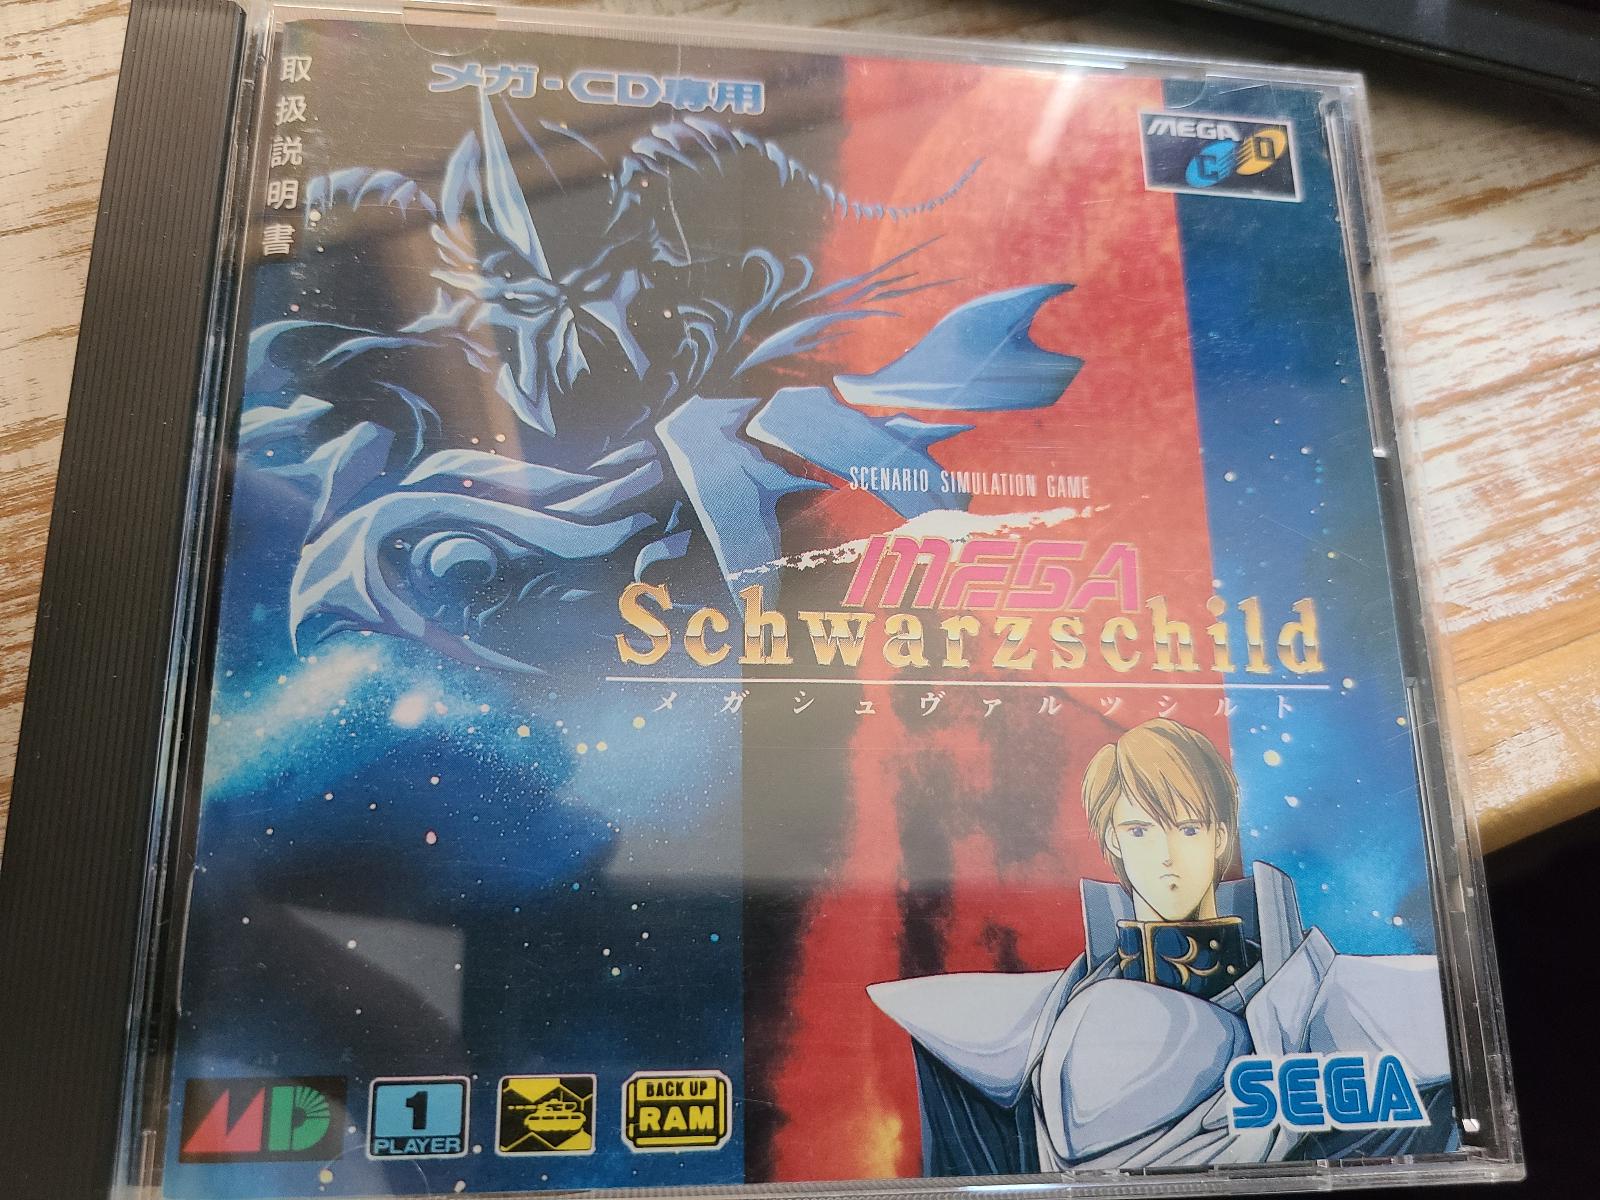 取扱説明書
メガ-CD専用
MEGA
CD
SCENARIO SIMULATION GAME
MEGA
Schwarzschild
メガシュヴァルツシルト
R
MD
1
PLAYER
BACK UP
RAM
SEGA